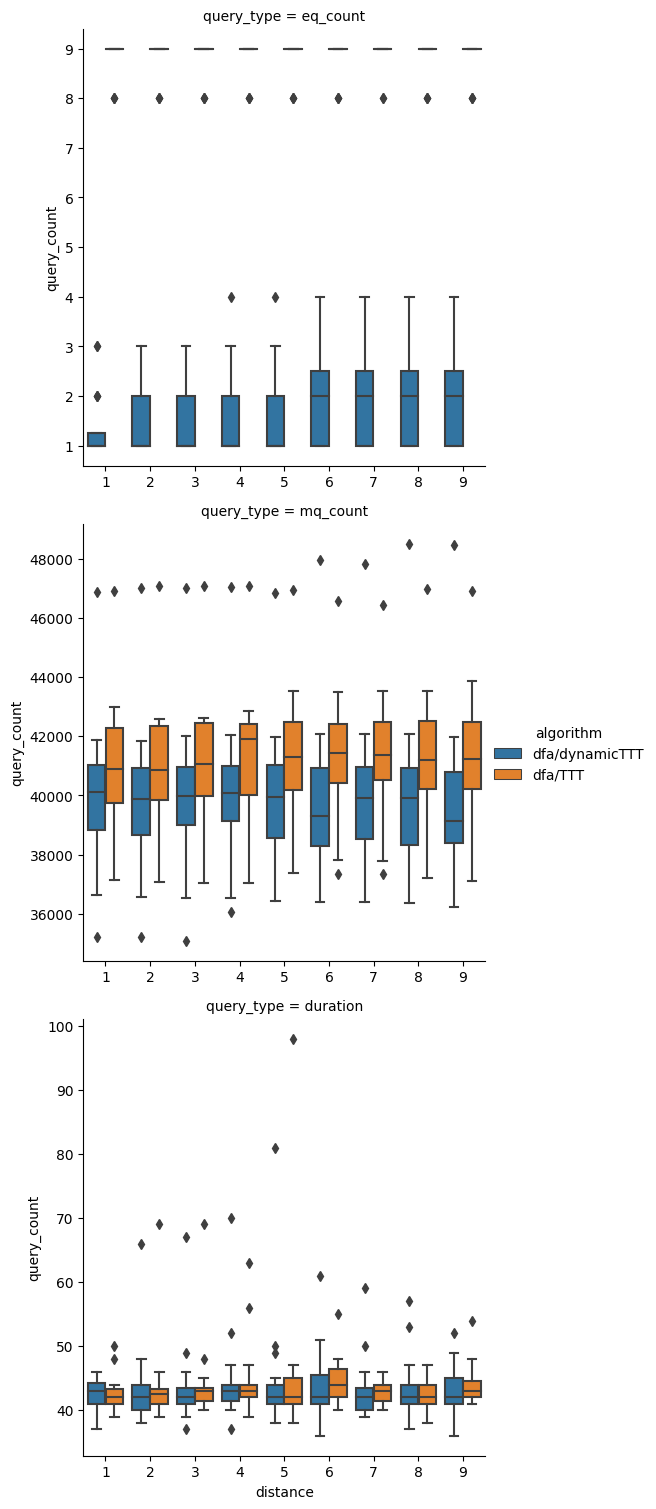 query_type = eq_count
9
8
7
6
5
4
3
2
1
query_count
1 2 3 4 5 6 7 8 9
query_type = mq_count
48000
46000
44000
42000
40000
38000
36000
query_count
1 2 3 4 5 6 7 8 9
algorithm
dfa/dynamicTTT
dfa/TTT
query_type = duration
100
90
80
70
60
50
40
query_count
1 2 3 4 5 6 7 8 9
distance